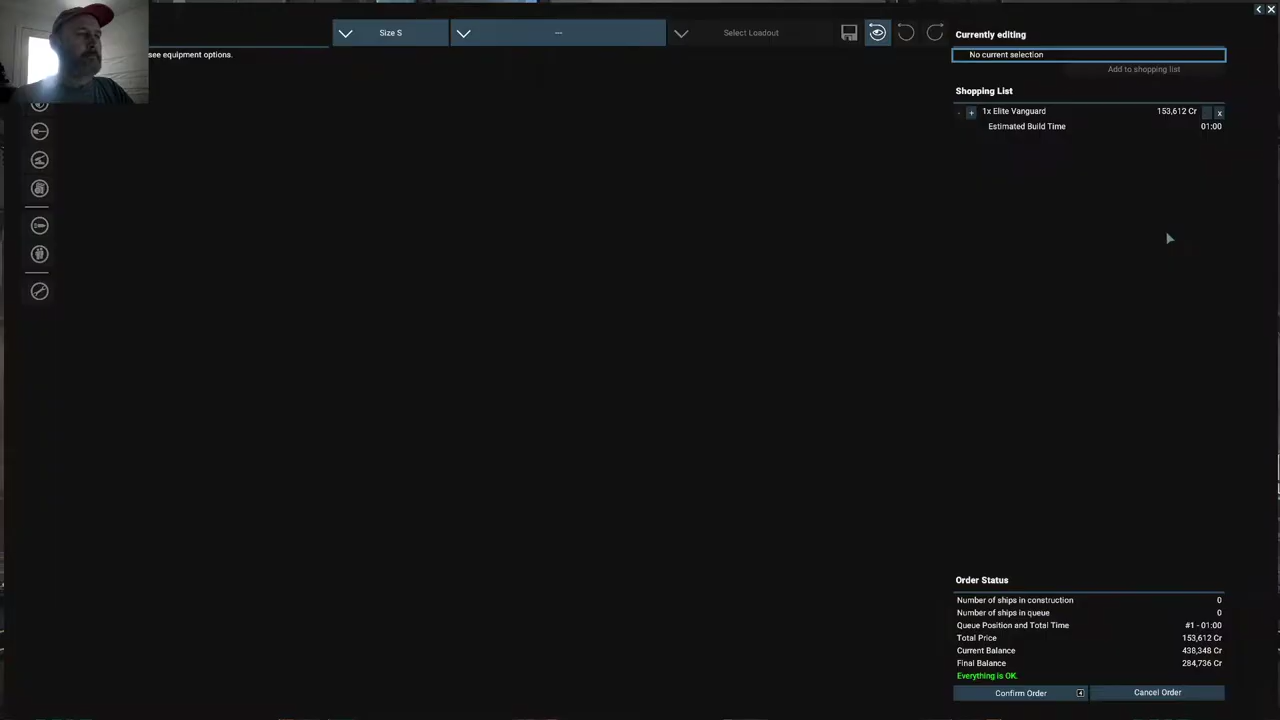 see equipment options.
Size S
---
Select Loadout
Currently editing
No current selection
Add to shopping list
Shopping List
- + 1x Elite Vanguard 153,612 Cr x
Estimated Build Time 01:00
Order Status
Number of ships in construction 0
Number of ships in queue 0
Queue Position and Total Time #1 - 01:00
Total Price 153,612 Cr
Current Balance 438,348 Cr
Final Balance 284,736 Cr
Everything is OK.
Confirm Order
Cancel Order